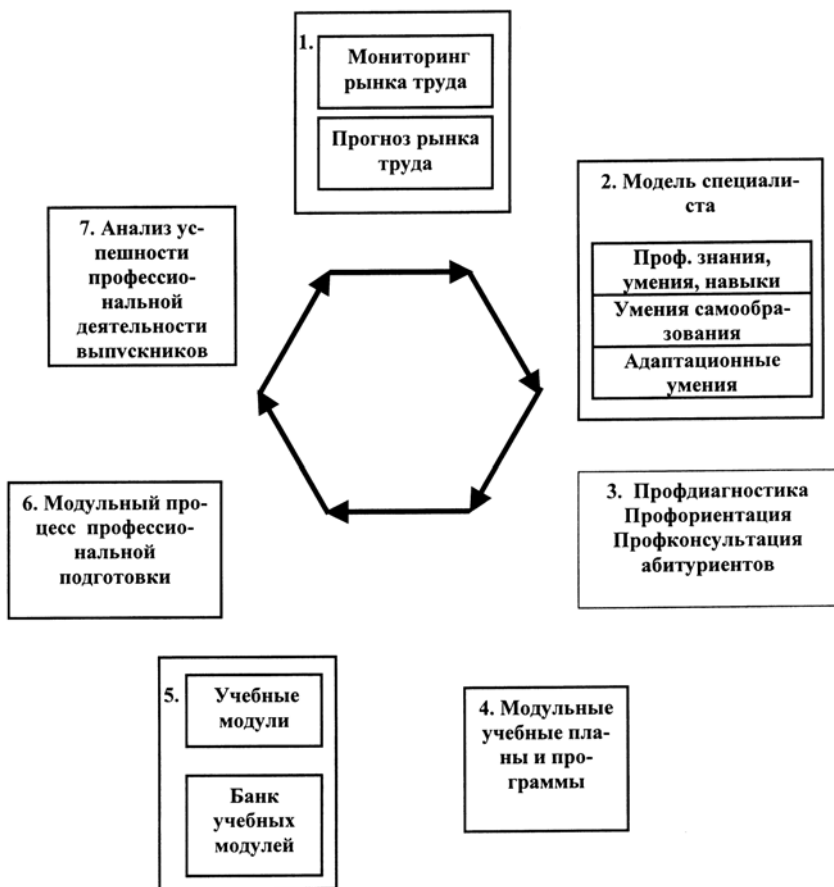 1.
Мониторинг
рынка труда
Прогноз рынка
труда
2. Модель специали-
ста
Проф. знания,
умения, навыки
Умения самообра-
зования
Адаптационные
умения
3. Профдиагностика
Профориентация
Профконсультация
абитуриентов
4. Модульные
учебные пла-
ны и про-
граммы
5.
Учебные
модули
Банк
учебных
модулей
6. Модульный про-
цесс профессио-
нальной
подготовки
7. Анализ ус-
пешности
профессио-
нальной
деятельности
выпускников